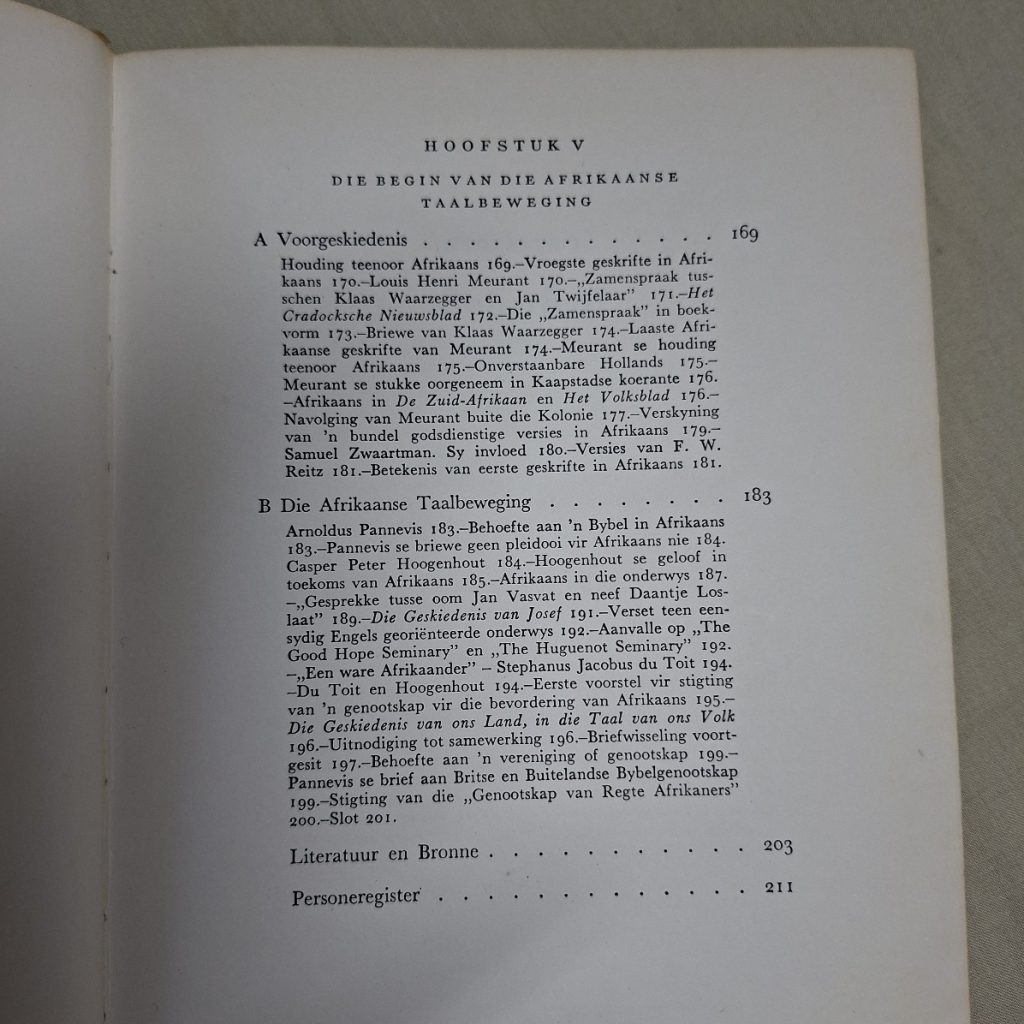 HOOFSTUK V
DIE BEGIN VAN DIE AFRIKAANSE
TAALBEWEGING
A Voorgeskiedenis . . . . . . . . . . . . . 169
Houding teenoor Afrikaans 169.–Vroegste geskrifte in Afri-
kaans 170.–Louis Henri Meurant 170.–„Zamenspraak tus-
schen Klaas Waarzegger en Jan Twijfelaar” 171.–Het
Cradocksche Nieuwsblad 172.–Die „Zamenspraak” in boek-
vorm 173.–Briewe van Klaas Waarzegger 174.–Laaste Afri-
kaanse geskrifte van Meurant 174.–Meurant se houding
teenoor Afrikaans 175.–Onverstaanbare Hollands 175.–
Meurant se stukke oorgeneem in Kaapstadse koerante 176.
–Afrikaans in De Zuid-Afrikaan en Het Volksblad 176.–
Navolging van Meurant buite die Kolonie 177.–Verskyning
van 'n bundel godsdienstige versies in Afrikaans 179.–
Samuel Zwaartman. Sy invloed 180.–Versies van F. W.
Reitz 181.–Betekenis van eerste geskrifte in Afrikaans 181.
B Die Afrikaanse Taalbeweging . . . . . . . . 183
Arnoldus Pannevis 183.–Behoefte aan 'n Bybel in Afrikaans
183.–Pannevis se briewe geen pleidooi vir Afrikaans nie 184.
Casper Peter Hoogenhout 184.–Hoogenhout se geloof in
toekoms van Afrikaans 185.–Afrikaans in die onderwys 187.
–„Gesprekke tusse oom Jan Vasvat en neef Daantje Los-
laat” 189.–Die Geskiedenis van Josef 191.–Verset teen een-
sydig Engels georiënteerde onderwys 192.–Aanvalle op „The
Good Hope Seminary” en „The Huguenot Seminary” 192.
–„Een ware Afrikaander” – Stephanus Jacobus du Toit 194.
–Du Toit en Hoogenhout 194.–Eerste voorstel vir stigting
van 'n genootskap vir die bevordering van Afrikaans 195.–
Die Geskiedenis van ons Land, in die Taal van ons Volk
196.–Uitnodiging tot samewerking 196.–Briefwisseling voort-
gesit 197.–Behoefte aan 'n vereniging of genootskap 199.–
Pannevis se brief aan Britse en Buitelandse Bybelgenootskap
199.–Stigting van die „Genootskap van Regte Afrikaners”
200.–Slot 201.
Literatuur en Bronne . . . . . . . . . . . 203
Personeregister . . . . . . . . . . . . . 211